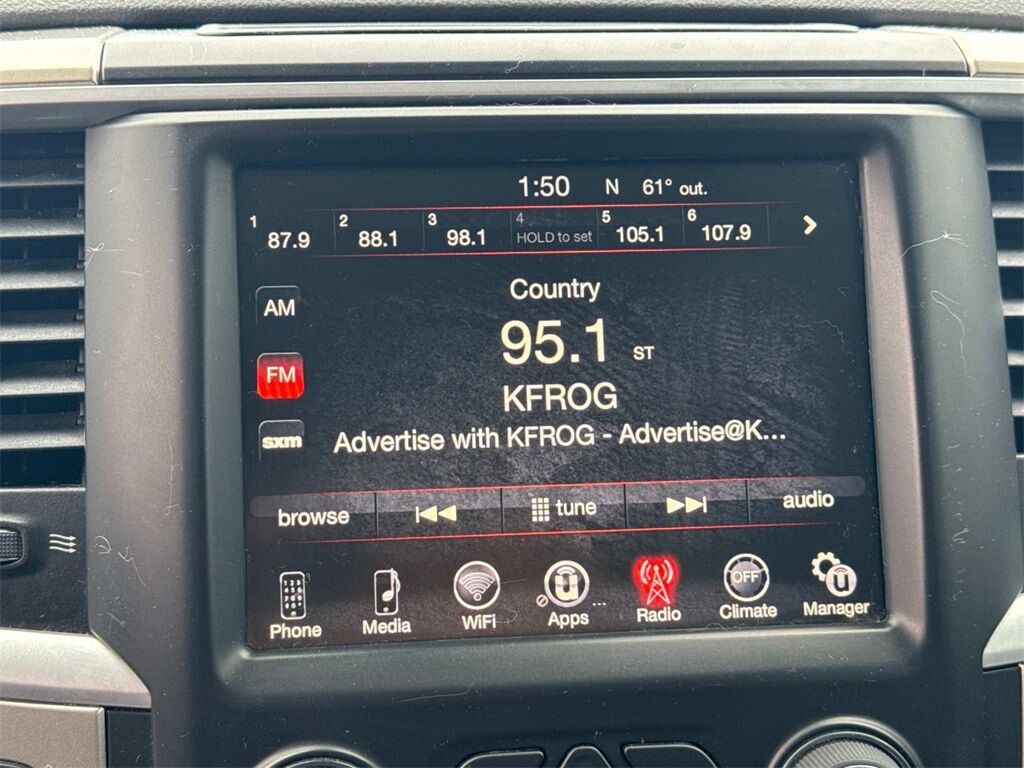 1:50 N 61° out.
1 87.9 2 88.1 3 98.1 4 HOLD to set 5 105.1 6 107.9
Country
AM
95.1 ST
FM
KFROG
sxm
Advertise with KFROG - Advertise@K...
browse tune audio
Phone Media WiFi Apps Radio OFF Climate Manager